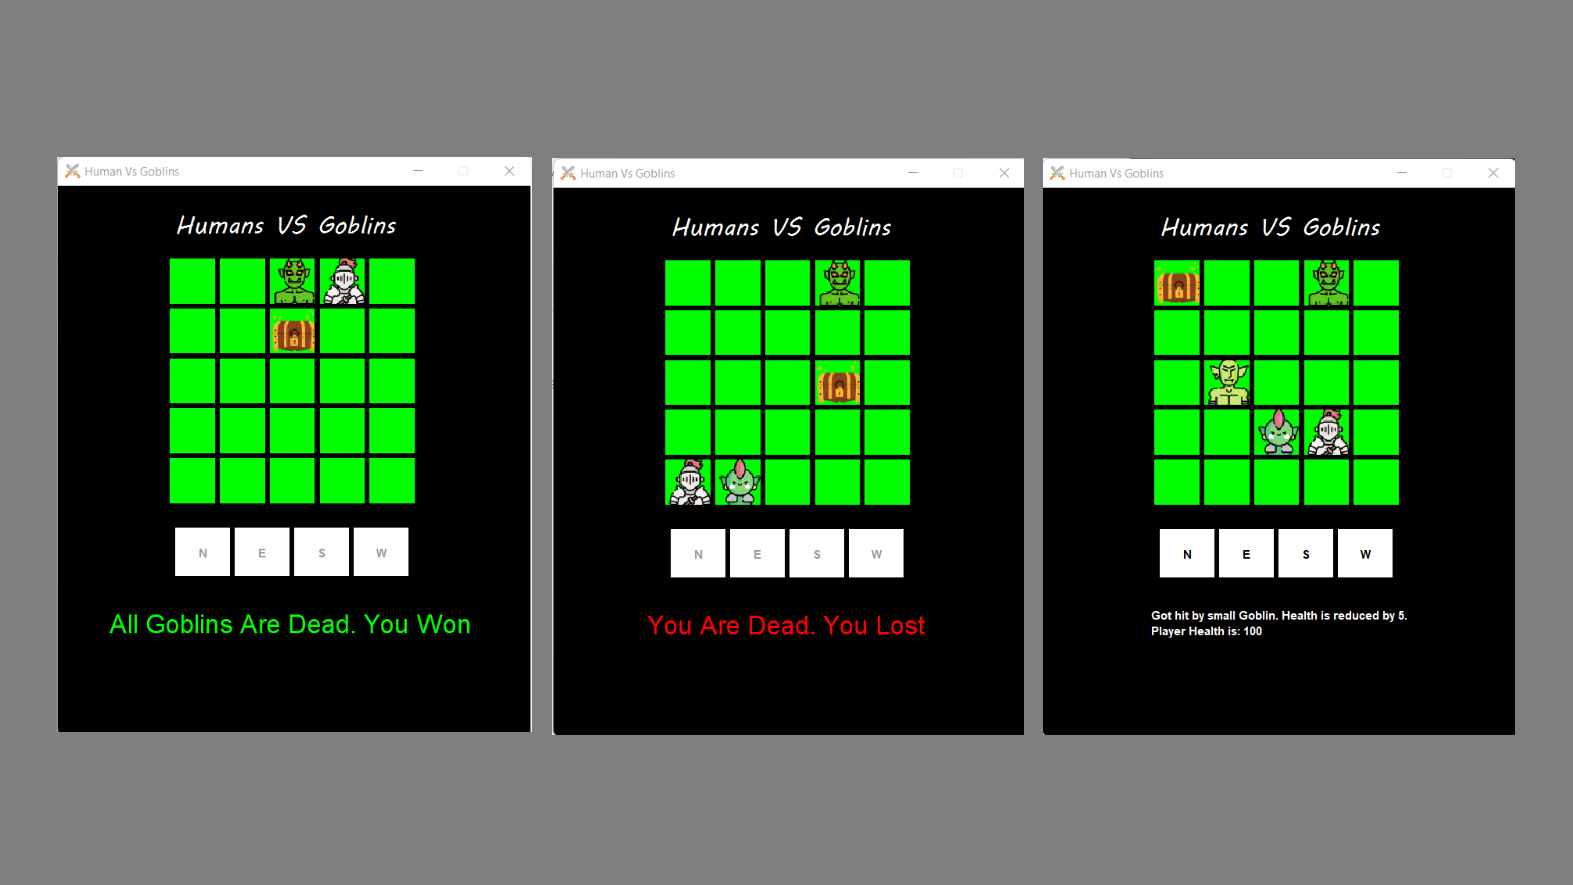 Human Vs Goblins
Humans VS Goblins
N E S W
All Goblins Are Dead. You Won
Human Vs Goblins
Humans VS Goblins
N E S W
You Are Dead. You Lost
Human Vs Goblins
Humans VS Goblins
N E S W
Got hit by small Goblin. Health is reduced by 5.
Player Health is: 100